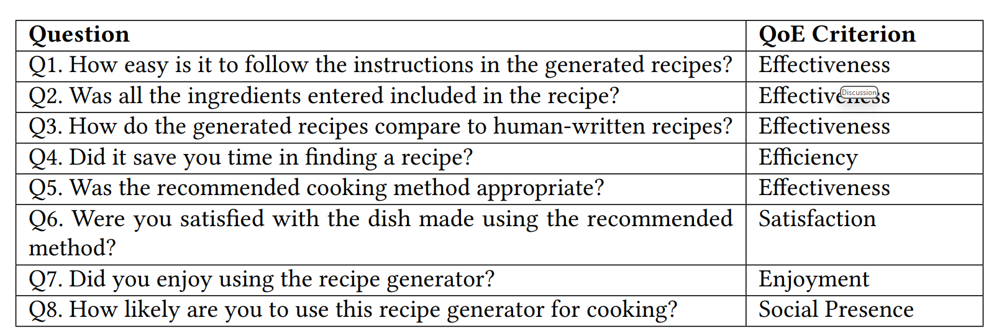 Question QoE Criterion
Q1. How easy is it to follow the instructions in the generated recipes? Effectiveness
Q2. Was all the ingredients entered included in the recipe? Effectiveness
Discussion
Q3. How do the generated recipes compare to human-written recipes? Effectiveness
Q4. Did it save you time in finding a recipe? Efficiency
Q5. Was the recommended cooking method appropriate? Effectiveness
Q6. Were you satisfied with the dish made using the recommended Satisfaction
method?
Q7. Did you enjoy using the recipe generator? Enjoyment
Q8. How likely are you to use this recipe generator for cooking? Social Presence